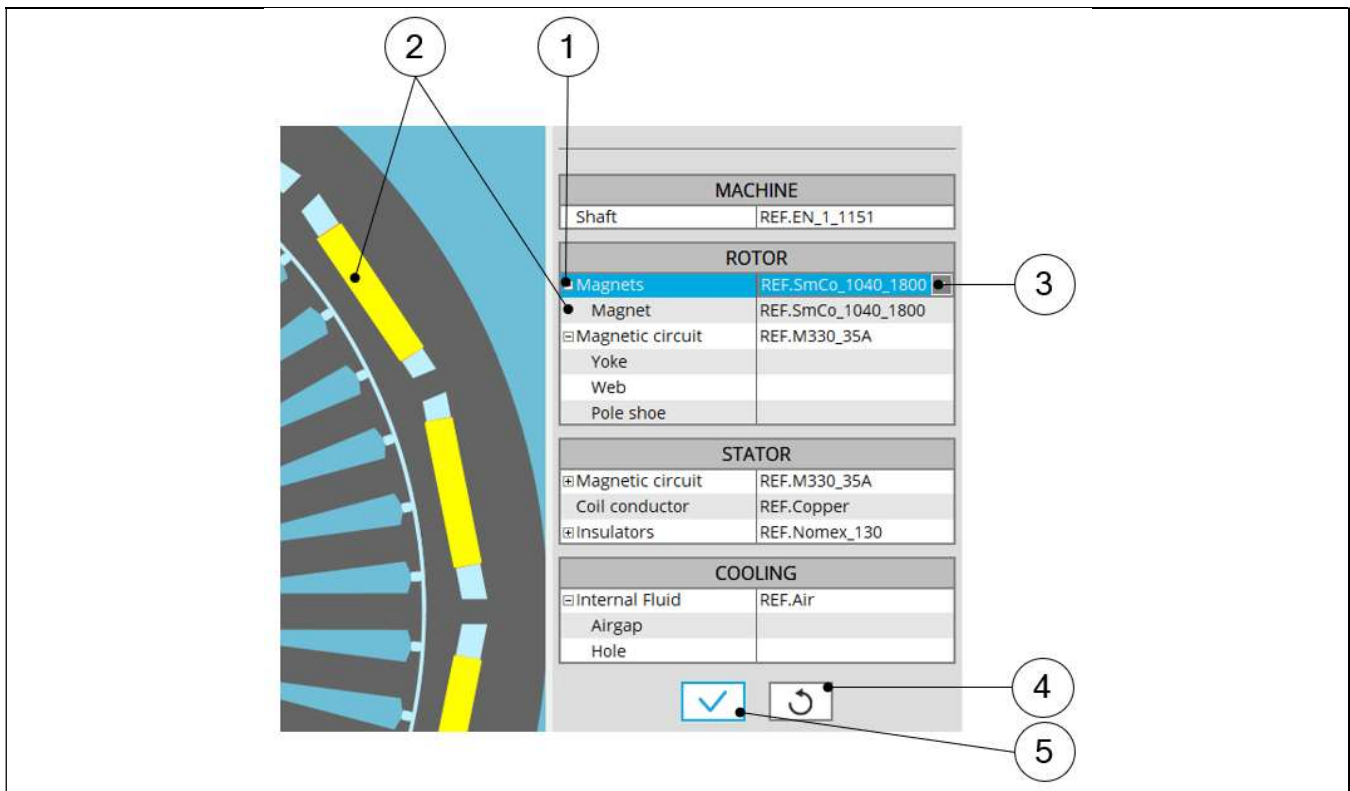 2 1
MACHINE
Shaft REF.EN_1_1151
ROTOR
Magnets REF.SmCo_1040_1800
3
Magnet REF.SmCo_1040_1800
Magnetic circuit REF.M330_35A
Yoke
Web
Pole shoe
STATOR
Magnetic circuit REF.M330_35A
Coil conductor REF.Copper
Insulators REF.Nomex_130
COOLING
Internal Fluid REF.Air
Airgap
Hole
4
5